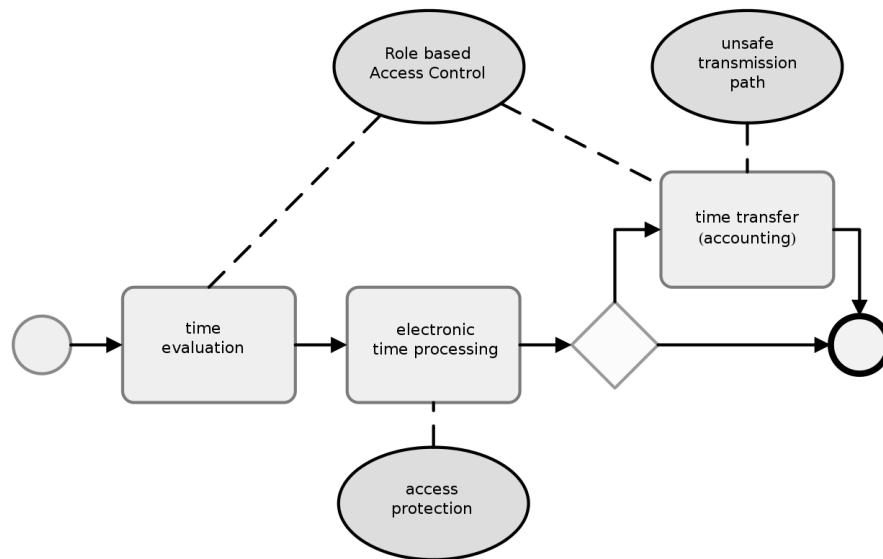 Role based
Access Control
unsafe
transmission
path
time transfer
(accounting)
time
evaluation
electronic
time processing
access
protection